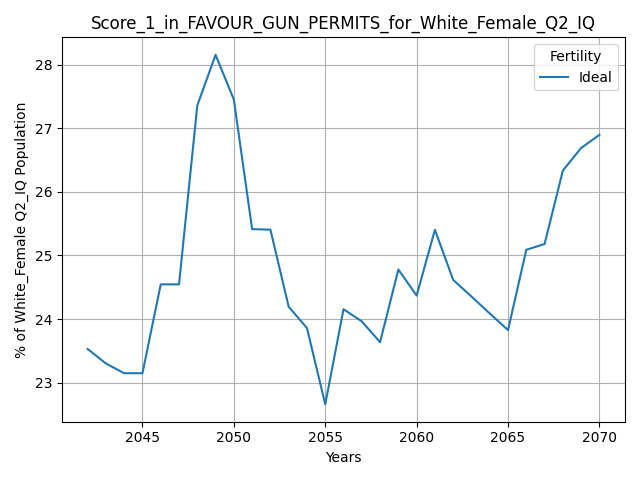 Score_1_in_FAVOUR_GUN_PERMITS_for_White_Female_Q2_IQ
Fertility
Ideal
% of White_Female Q2_IQ Population
28
27
26
25
24
23
2045 2050 2055 2060 2065 2070
Years